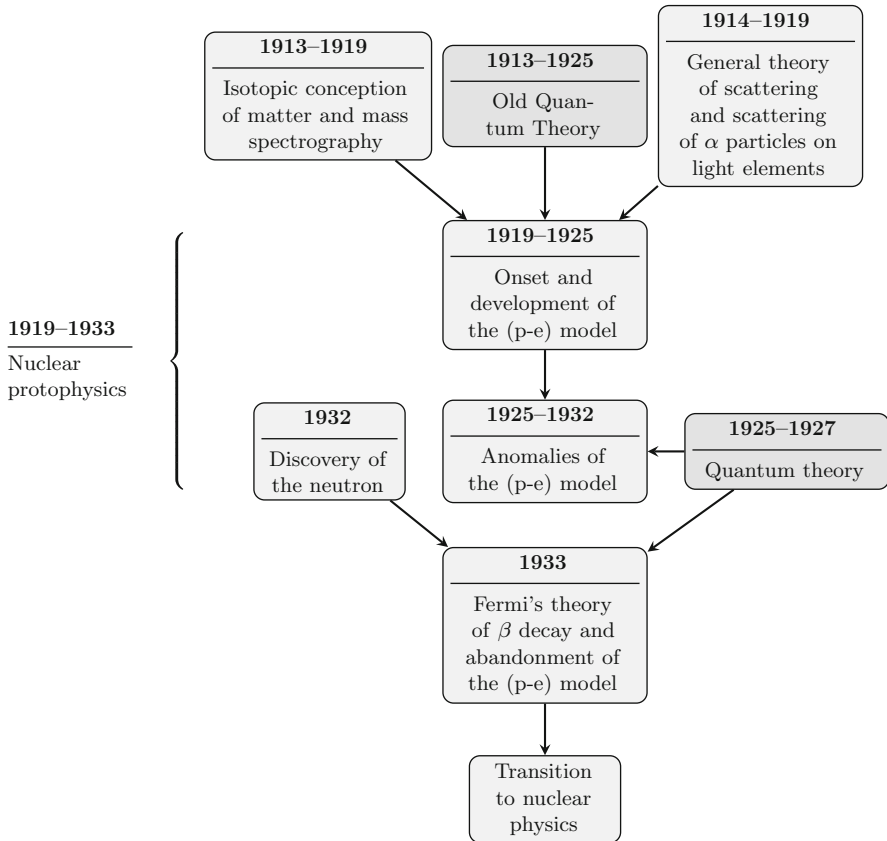 1913–1919
Isotopic conception
of matter and mass
spectrography
1913–1925
Old Quan-
tum Theory
1914–1919
General theory
of scattering
and scattering
of α particles on
light elements
1919–1925
Onset and
development of
the (p-e) model
1919–1933
Nuclear
protophysics
1932
Discovery of
the neutron
1925–1932
Anomalies of
the (p-e) model
1925–1927
Quantum theory
1933
Fermi's theory
of β decay and
abandonment of
the (p-e) model
Transition
to nuclear
physics